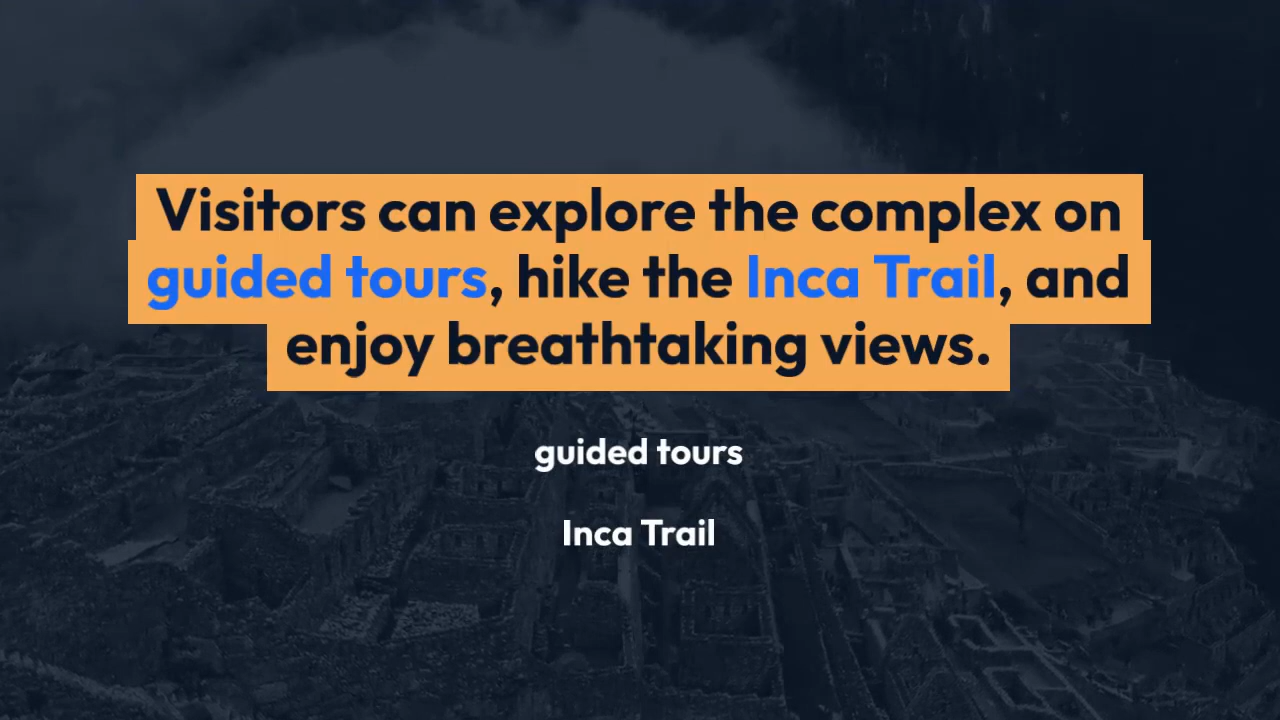 Visitors can explore the complex on
guided tours, hike the Inca Trail, and
enjoy breathtaking views.
guided tours
Inca Trail